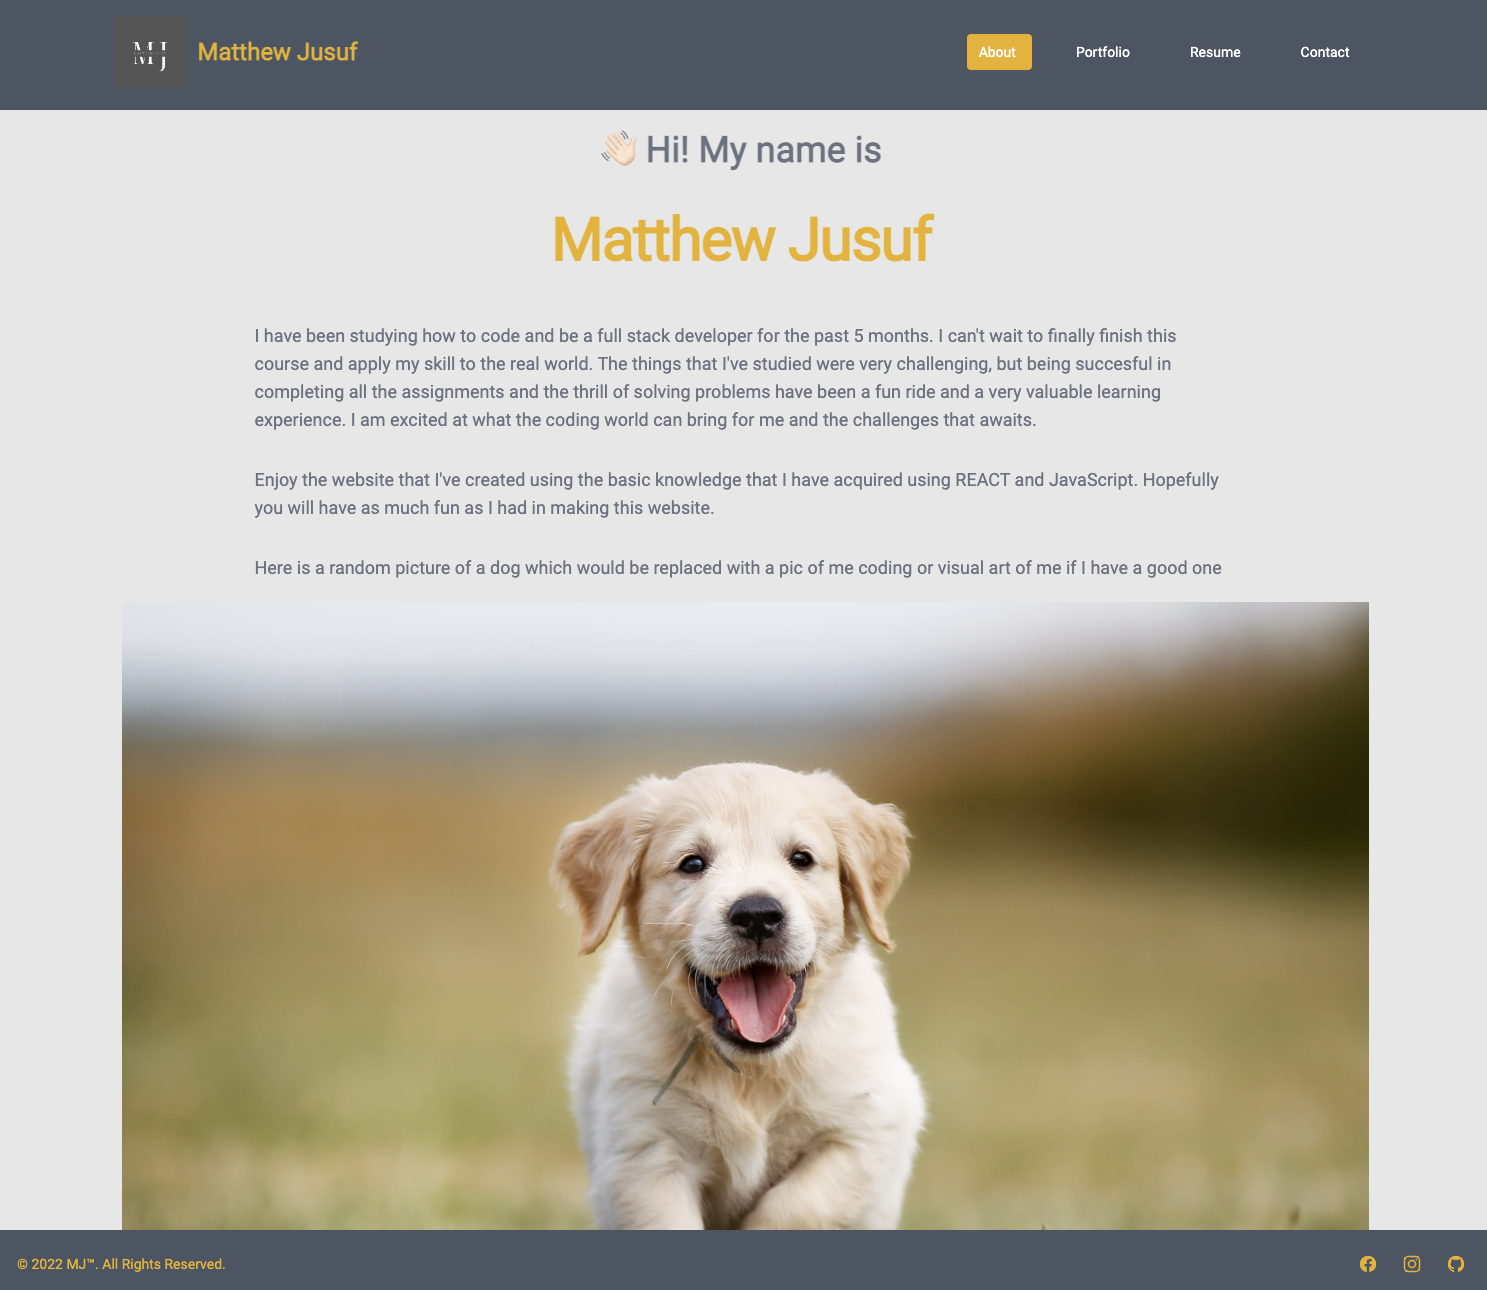 MJ
Matthew Jusuf
About
Portfolio
Resume
Contact
👋🏻 Hi! My name is
Matthew Jusuf
I have been studying how to code and be a full stack developer for the past 5 months. I can't wait to finally finish this
course and apply my skill to the real world. The things that I've studied were very challenging, but being succesful in
completing all the assignments and the thrill of solving problems have been a fun ride and a very valuable learning
experience. I am excited at what the coding world can bring for me and the challenges that awaits.
Enjoy the website that I've created using the basic knowledge that I have acquired using REACT and JavaScript. Hopefully
you will have as much fun as I had in making this website.
Here is a random picture of a dog which would be replaced with a pic of me coding or visual art of me if I have a good one
© 2022 MJ™. All Rights Reserved.